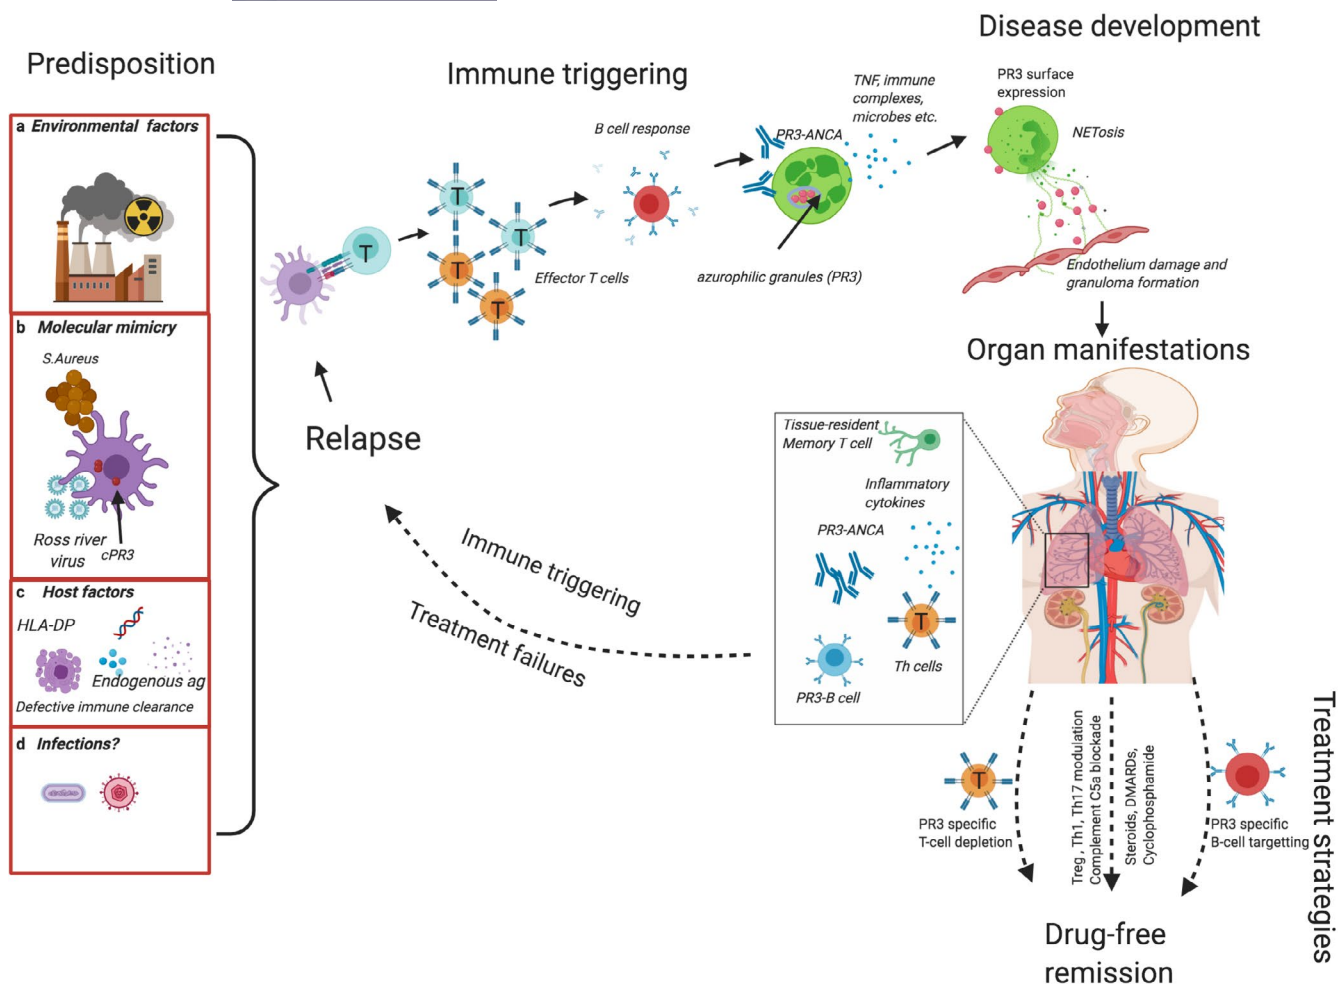 Predisposition
a Environmental factors
b Molecular mimicry
S.Aureus
Ross river
virus
cPR3
c Host factors
HLA-DP
Endogenous ag
Defective immune clearance
d Infections?
Immune triggering
T
T
T
T
T
Effector T cells
B cell response
PR3-ANCA
azurophilic granules (PR3)
TNF, immune
complexes,
microbes etc.
Disease development
PR3 surface
expression
NETosis
Endothelium damage and
granuloma formation
Organ manifestations
Relapse
Immune triggering
Treatment failures
Tissue-resident
Memory T cell
Inflammatory
cytokines
PR3-ANCA
T
Th cells
PR3-B cell
T
PR3 specific
T-cell depletion
Treg , Th1, Th17 modulation
Complement C5a blockade
Steroids, DMARDs,
Cyclophosphamide
PR3 specific
B-cell targetting
Treatment strategies
Drug-free
remission